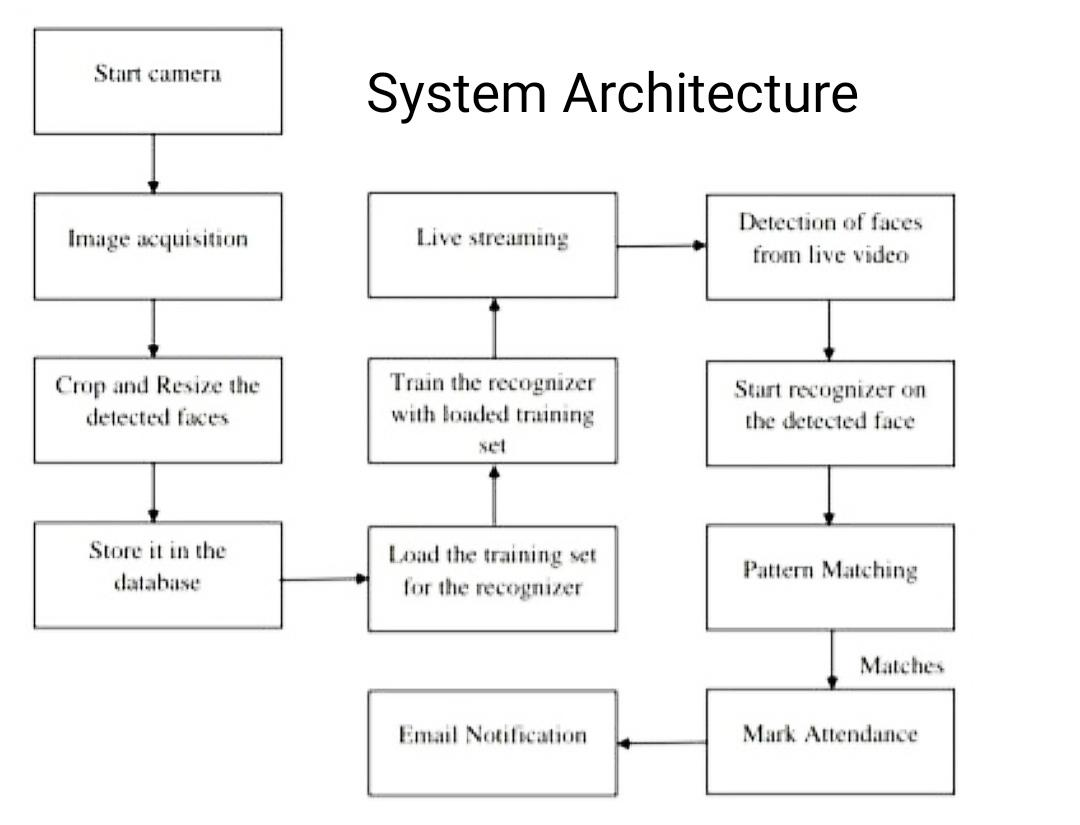 System Architecture
Start camera
Image acquisition
Crop and Resize the
detected faces
Store it in the
database
Load the training set
for the recognizer
Train the recognizer
with loaded training
set
Live streaming
Detection of faces
from live video
Start recognizer on
the detected face
Pattern Matching
Matches
Mark Attendance
Email Notification